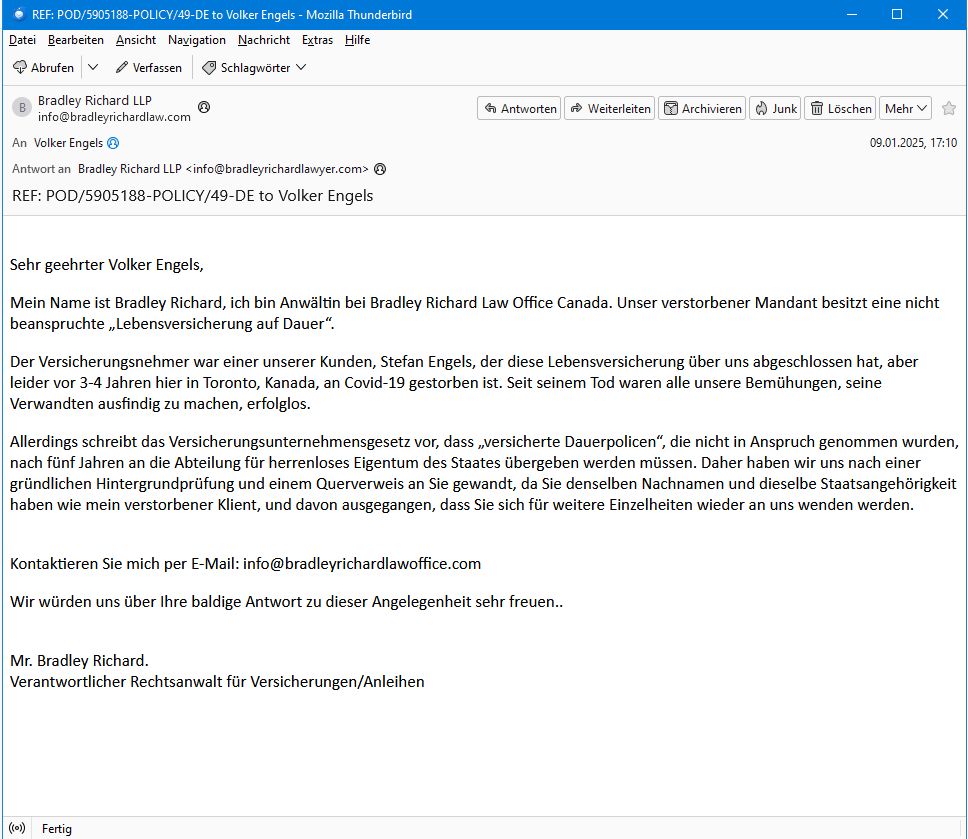 REF: POD/5905188-POLICY/49-DE to Volker Engels - Mozilla Thunderbird
Datei Bearbeiten Ansicht Navigation Nachricht Extras Hilfe
Abrufen Verfassen Schlagwörter
B
Bradley Richard LLP
info@bradleyrichardlaw.com
Antworten Weiterleiten Archivieren Junk Löschen Mehr
An Volker Engels
09.01.2025, 17:10
Antwort an Bradley Richard LLP <info@bradleyrichardlawyer.com>
REF: POD/5905188-POLICY/49-DE to Volker Engels
Sehr geehrter Volker Engels,
Mein Name ist Bradley Richard, ich bin Anwältin bei Bradley Richard Law Office Canada. Unser verstorbener Mandant besitzt eine nicht
beanspruchte „Lebensversicherung auf Dauer“.
Der Versicherungsnehmer war einer unserer Kunden, Stefan Engels, der diese Lebensversicherung über uns abgeschlossen hat, aber
leider vor 3-4 Jahren hier in Toronto, Kanada, an Covid-19 gestorben ist. Seit seinem Tod waren alle unsere Bemühungen, seine
Verwandten ausfindig zu machen, erfolglos.
Allerdings schreibt das Versicherungsunternehmensgesetz vor, dass „versicherte Dauerpolicen“, die nicht in Anspruch genommen wurden,
nach fünf Jahren an die Abteilung für herrenloses Eigentum des Staates übergeben werden müssen. Daher haben wir uns nach einer
gründlichen Hintergrundprüfung und einem Querverweis an Sie gewandt, da Sie denselben Nachnamen und dieselbe Staatsangehörigkeit
haben wie mein verstorbener Klient, und davon ausgegangen, dass Sie sich für weitere Einzelheiten wieder an uns wenden werden.
Kontaktieren Sie mich per E-Mail: info@bradleyrichardlawoffice.com
Wir würden uns über Ihre baldige Antwort zu dieser Angelegenheit sehr freuen..
Mr. Bradley Richard.
Verantwortlicher Rechtsanwalt für Versicherungen/Anleihen
Fertig